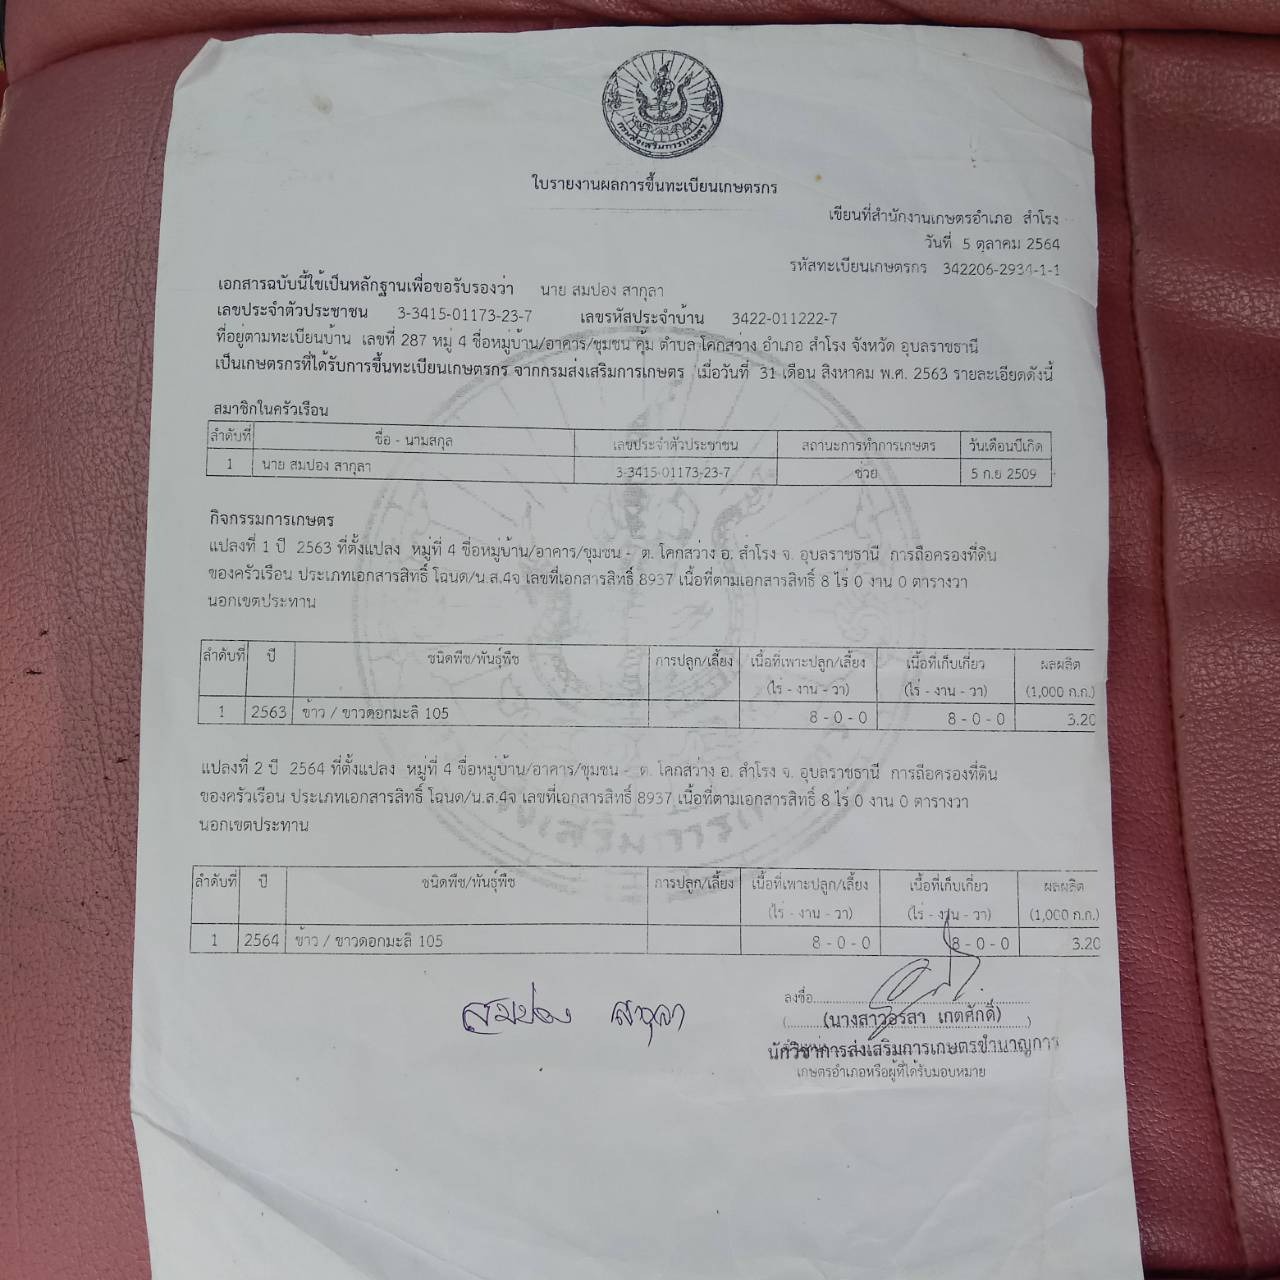 กรมส่งเสริมการเกษตร
ใบรายงานผลการขึ้นทะเบียนเกษตรกร
เขียนที่สำนักงานเกษตรอำเภอ สำโรง
วันที่ 5 ตุลาคม 2564
รหัสทะเบียนเกษตรกร 342206-2934-1-1
เอกสารฉบับนี้ใช้เป็นหลักฐานเพื่อขอรับรองว่า นาย สมปอง สากุลา
เลขประจำตัวประชาชน 3-3415-01173-23-7 เลขรหัสประจำบ้าน 3422-011222-7
ที่อยู่ตามทะเบียนบ้าน เลขที่ 287 หมู่ 4 ชื่อหมู่บ้าน/อาคาร/ชุมชน คุ้ม ตำบล โคกสว่าง อำเภอ สำโรง จังหวัด อุบลราชธานี
เป็นเกษตรกรที่ได้รับการขึ้นทะเบียนเกษตรกร จากกรมส่งเสริมการเกษตร เมื่อวันที่ 31 เดือน สิงหาคม พ.ศ. 2563 รายละเอียดดังนี้
สมาชิกในครัวเรือน
ลำดับที่ ชื่อ - นามสกุล เลขประจำตัวประชาชน สถานะการทำการเกษตร วันเดือนปีเกิด
1 นาย สมปอง สากุลา 3-3415-01173-23-7 ช่วย 5 ก.ย 2509
กิจกรรมการเกษตร
แปลงที่ 1 ปี 2563 ที่ตั้งแปลง หมู่ที่ 4 ชื่อหมู่บ้าน/อาคาร/ชุมชน - ต. โคกสว่าง อ. สำโรง จ. อุบลราชธานี การถือครองที่ดิน
ของครัวเรือน ประเภทเอกสารสิทธิ์ โฉนด/น.ส.4จ เลขที่เอกสารสิทธิ์ 8937 เนื้อที่ตามเอกสารสิทธิ์ 8 ไร่ 0 งาน 0 ตารางวา
นอกเขตประทาน
ลำดับที่ ปี ชนิดพืช/พันธุ์พืช การปลูก/เลี้ยง เนื้อที่เพาะปลูก/เลี้ยง เนื้อที่เก็บเกี่ยว ผลผลิต
(ไร่ - งาน - วา) (ไร่ - งาน - วา) (1,000 ก.ก.)
1 2563 ข้าว / ขาวดอกมะลิ 105 8 - 0 - 0 8 - 0 - 0 3.20
แปลงที่ 2 ปี 2564 ที่ตั้งแปลง หมู่ที่ 4 ชื่อหมู่บ้าน/อาคาร/ชุมชน - ต. โคกสว่าง อ. สำโรง จ. อุบลราชธานี การถือครองที่ดิน
ของครัวเรือน ประเภทเอกสารสิทธิ์ โฉนด/น.ส.4จ เลขที่เอกสารสิทธิ์ 8937 เนื้อที่ตามเอกสารสิทธิ์ 8 ไร่ 0 งาน 0 ตารางวา
นอกเขตประทาน
ลำดับที่ ปี ชนิดพืช/พันธุ์พืช การปลูก/เลี้ยง เนื้อที่เพาะปลูก/เลี้ยง เนื้อที่เก็บเกี่ยว ผลผลิต
(ไร่ - งาน - วา) (ไร่ - งาน - วา) (1,000 ก.ก.)
1 2564 ข้าว / ขาวดอกมะลิ 105 8 - 0 - 0 8 - 0 - 0 3.20
ลงชื่อ
สมปอง สากุลา
(นางสาวอรสา เกตศักดิ์)
นักวิชาการส่งเสริมการเกษตรชำนาญการ
เกษตรอำเภอหรือผู้ที่ได้รับมอบหมาย